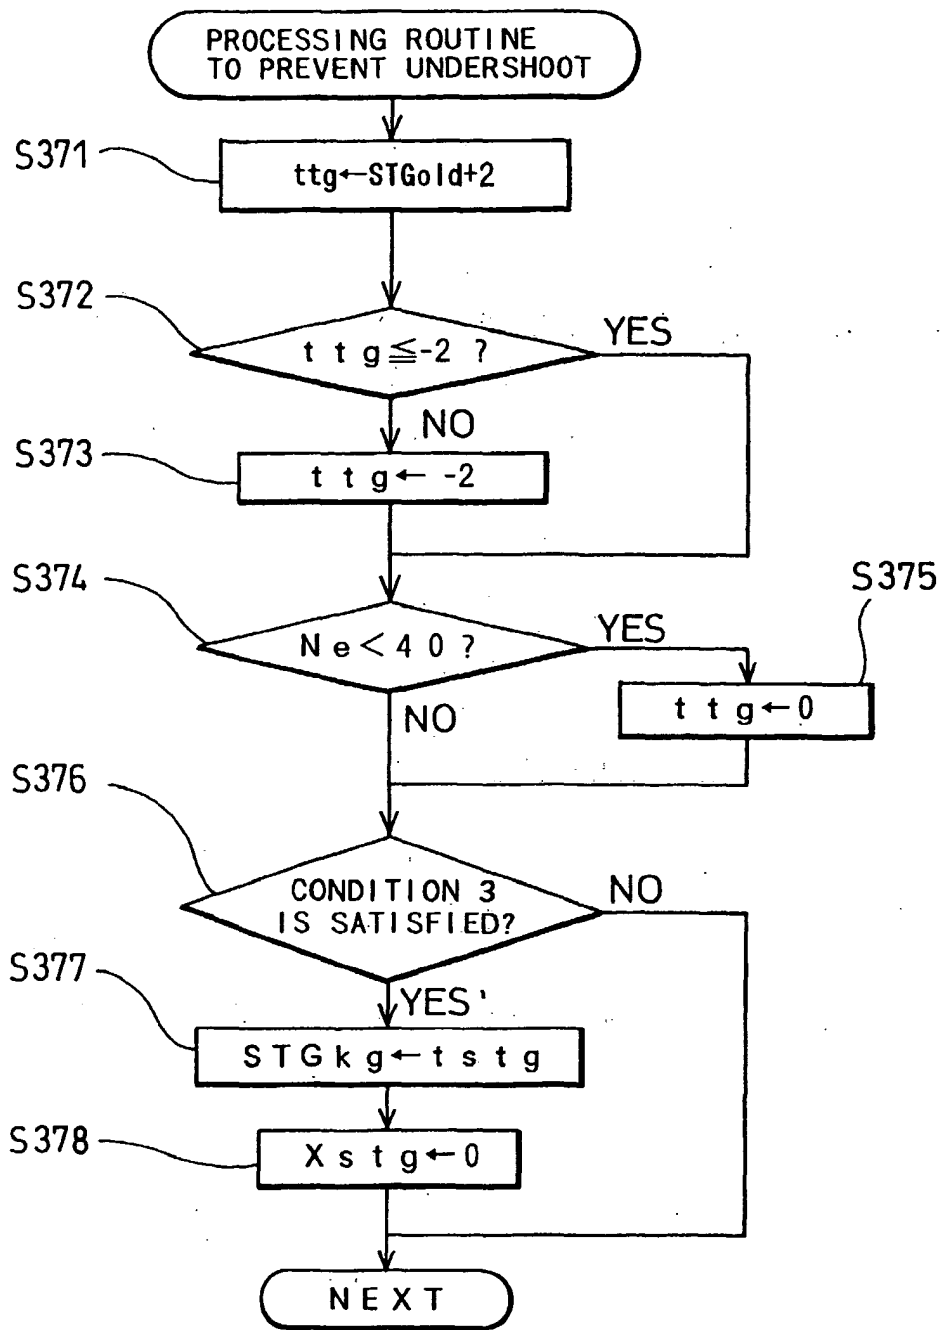 PROCESSING ROUTINE
TO PREVENT UNDERSHOOT
S371
ttg←STGold+2
S372
ttg≦-2 ?
YES
NO
S373
ttg← -2
S374
Ne<40?
YES
S375
ttg←0
NO
S376
CONDITION 3
IS SATISFIED?
NO
S377
YES
STGkg←tstg
S378
Xstg←0
NEXT